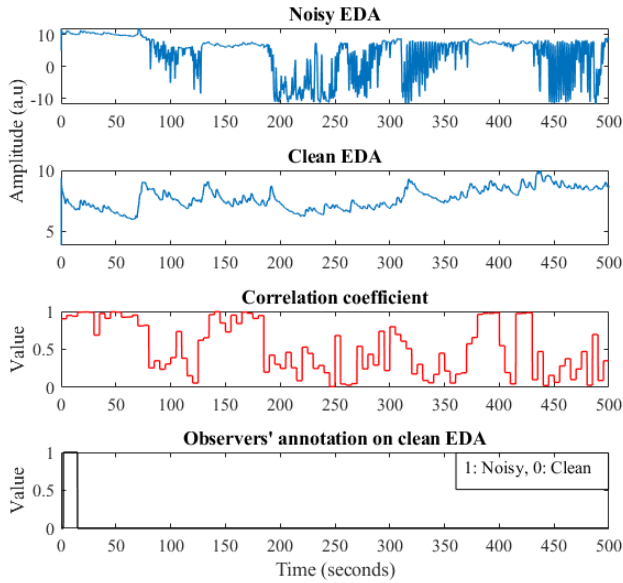 Noisy EDA
10
0
-10
0 50 100 150 200 250 300 350 400 450 500
Amplitude (a.u)
Clean EDA
10
5
0 50 100 150 200 250 300 350 400 450 500
Correlation coefficient
Value
1
0.5
0
0 50 100 150 200 250 300 350 400 450 500
Observers' annotation on clean EDA
Value
1
0.5
0
1: Noisy, 0: Clean
0 50 100 150 200 250 300 350 400 450 500
Time (seconds)